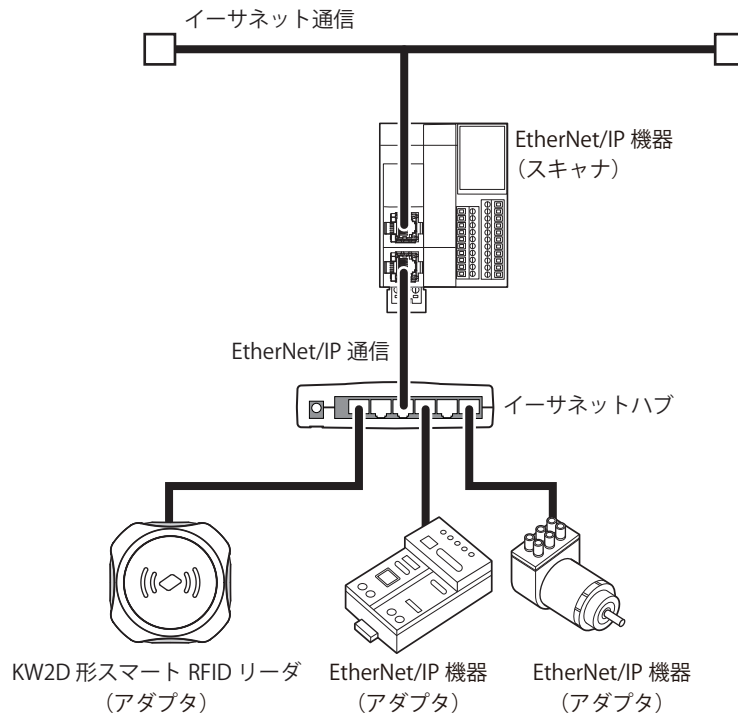 イーサネット通信
EtherNet/IP 機器
（スキャナ）
EtherNet/IP 通信
イーサネットハブ
KW2D 形スマート RFID リーダ
（アダプタ）
EtherNet/IP 機器
（アダプタ）
EtherNet/IP 機器
（アダプタ）